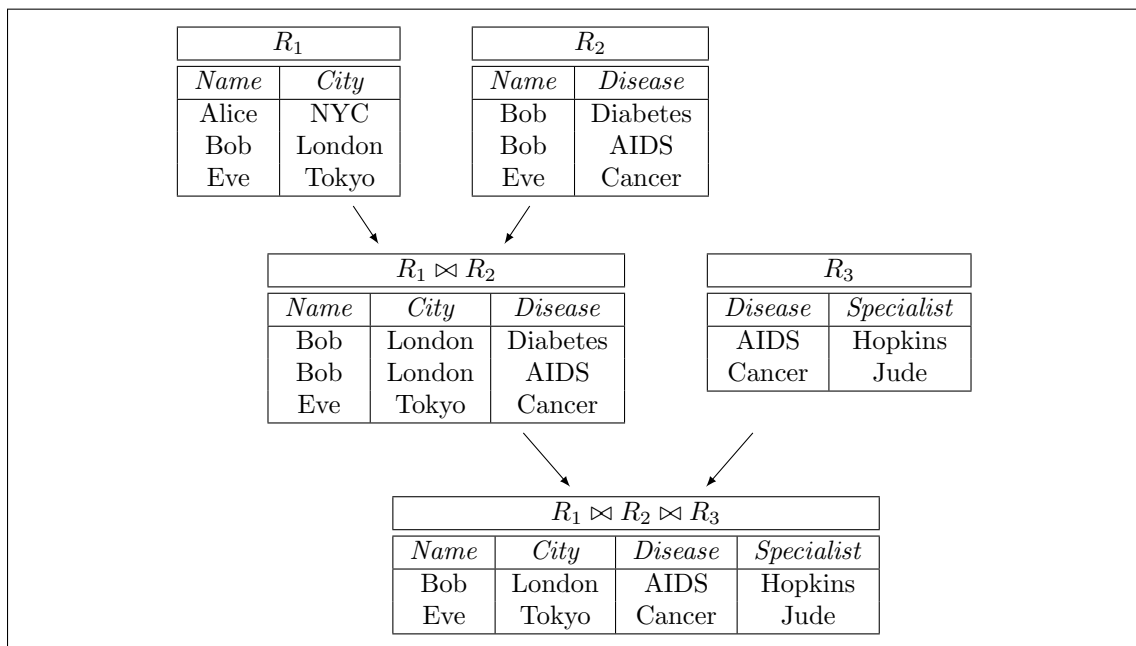 R₁ R₂
Name City Name Disease
Alice NYC Bob Diabetes
Bob London Bob AIDS
Eve Tokyo Eve Cancer
R₁ ⋈ R₂ R₃
Name City Disease Disease Specialist
Bob London Diabetes AIDS Hopkins
Bob London AIDS Cancer Jude
Eve Tokyo Cancer
R₁ ⋈ R₂ ⋈ R₃
Name City Disease Specialist
Bob London AIDS Hopkins
Eve Tokyo Cancer Jude